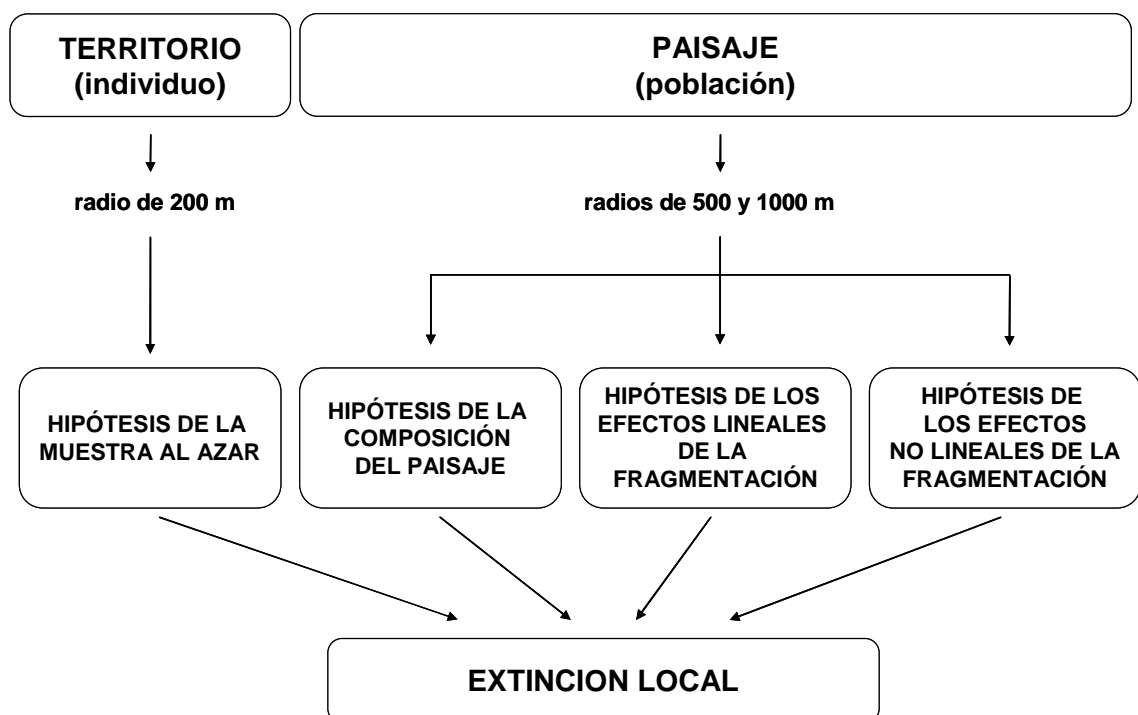 TERRITORIO
(individuo)
PAISAJE
(población)
radio de 200 m
radios de 500 y 1000 m
HIPÓTESIS DE LA
MUESTRA AL AZAR
HIPÓTESIS DE LA
COMPOSICIÓN
DEL PAISAJE
HIPÓTESIS DE LOS
EFECTOS LINEALES
DE LA
FRAGMENTACIÓN
HIPÓTESIS DE
LOS EFECTOS
NO LINEALES DE LA
FRAGMENTACIÓN
EXTINCION LOCAL